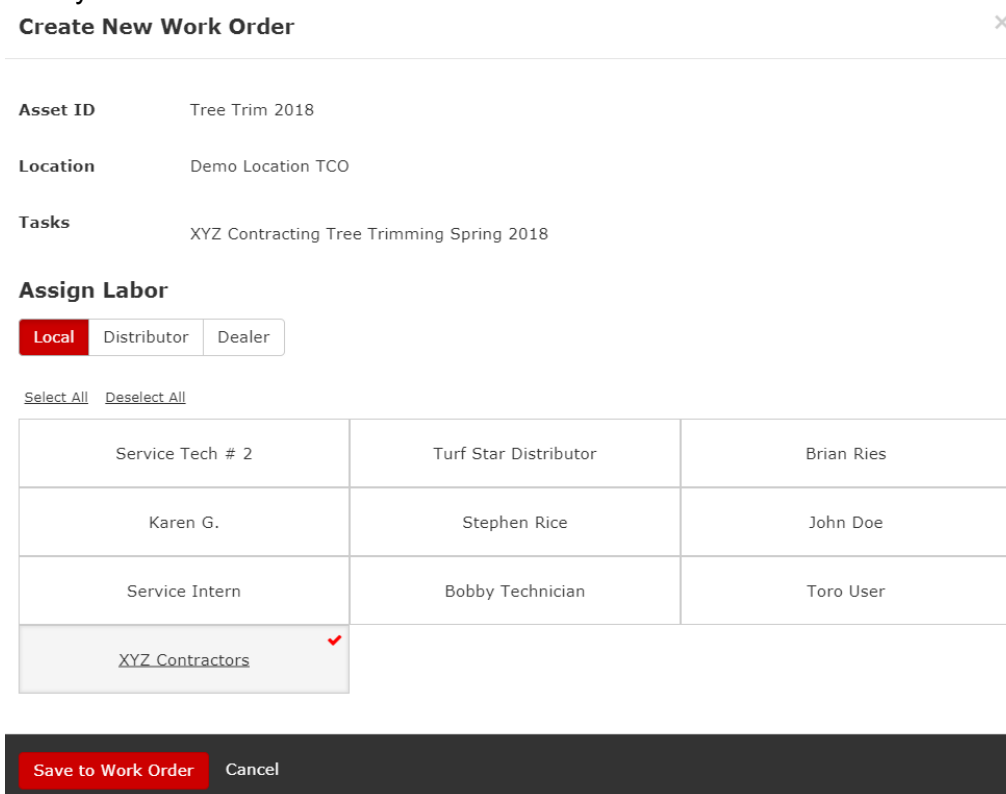 Create New Work Order
Asset ID Tree Trim 2018
Location Demo Location TCO
Tasks XYZ Contracting Tree Trimming Spring 2018
Assign Labor
Local Distributor Dealer
Select All Deselect All
Service Tech # 2 Turf Star Distributor Brian Ries
Karen G. Stephen Rice John Doe
Service Intern Bobby Technician Toro User
XYZ Contractors
Save to Work Order Cancel